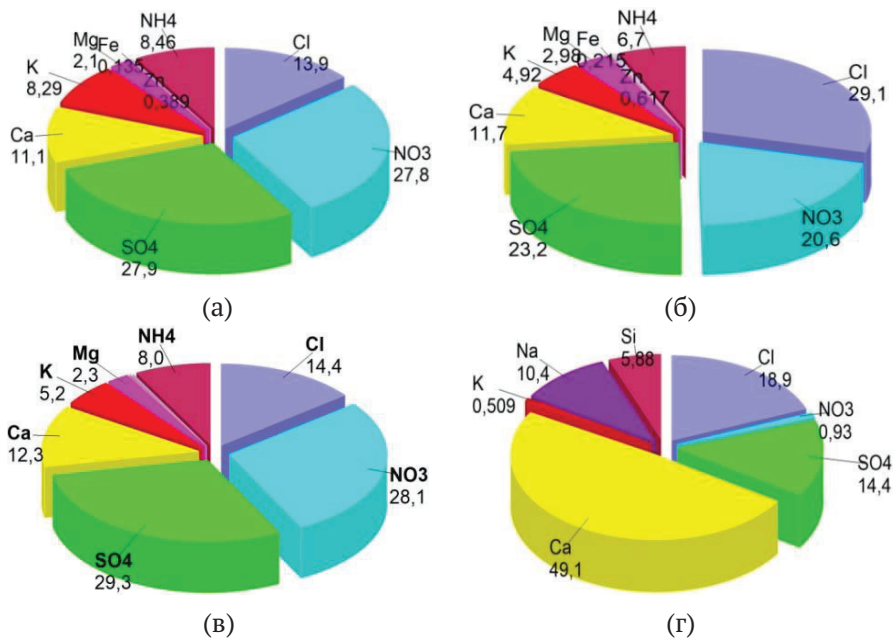 NH4
8,46
Cl
13,9
Mg
2,1
Fe
0,135
Zn
0,389
K
8,29
Ca
11,1
NO3
27,8
SO4
27,9
(а)
NH4
6,7
Mg
2,98
Fe
0,215
Zn
0,617
K
4,92
Ca
11,7
Cl
29,1
NO3
20,6
SO4
23,2
(б)
NH4
8,0
Cl
14,4
Mg
2,3
K
5,2
Ca
12,3
NO3
28,1
SO4
29,3
(в)
Si
5,88
Na
10,4
K
0,509
Cl
18,9
NO3
0,93
SO4
14,4
Ca
49,1
(г)